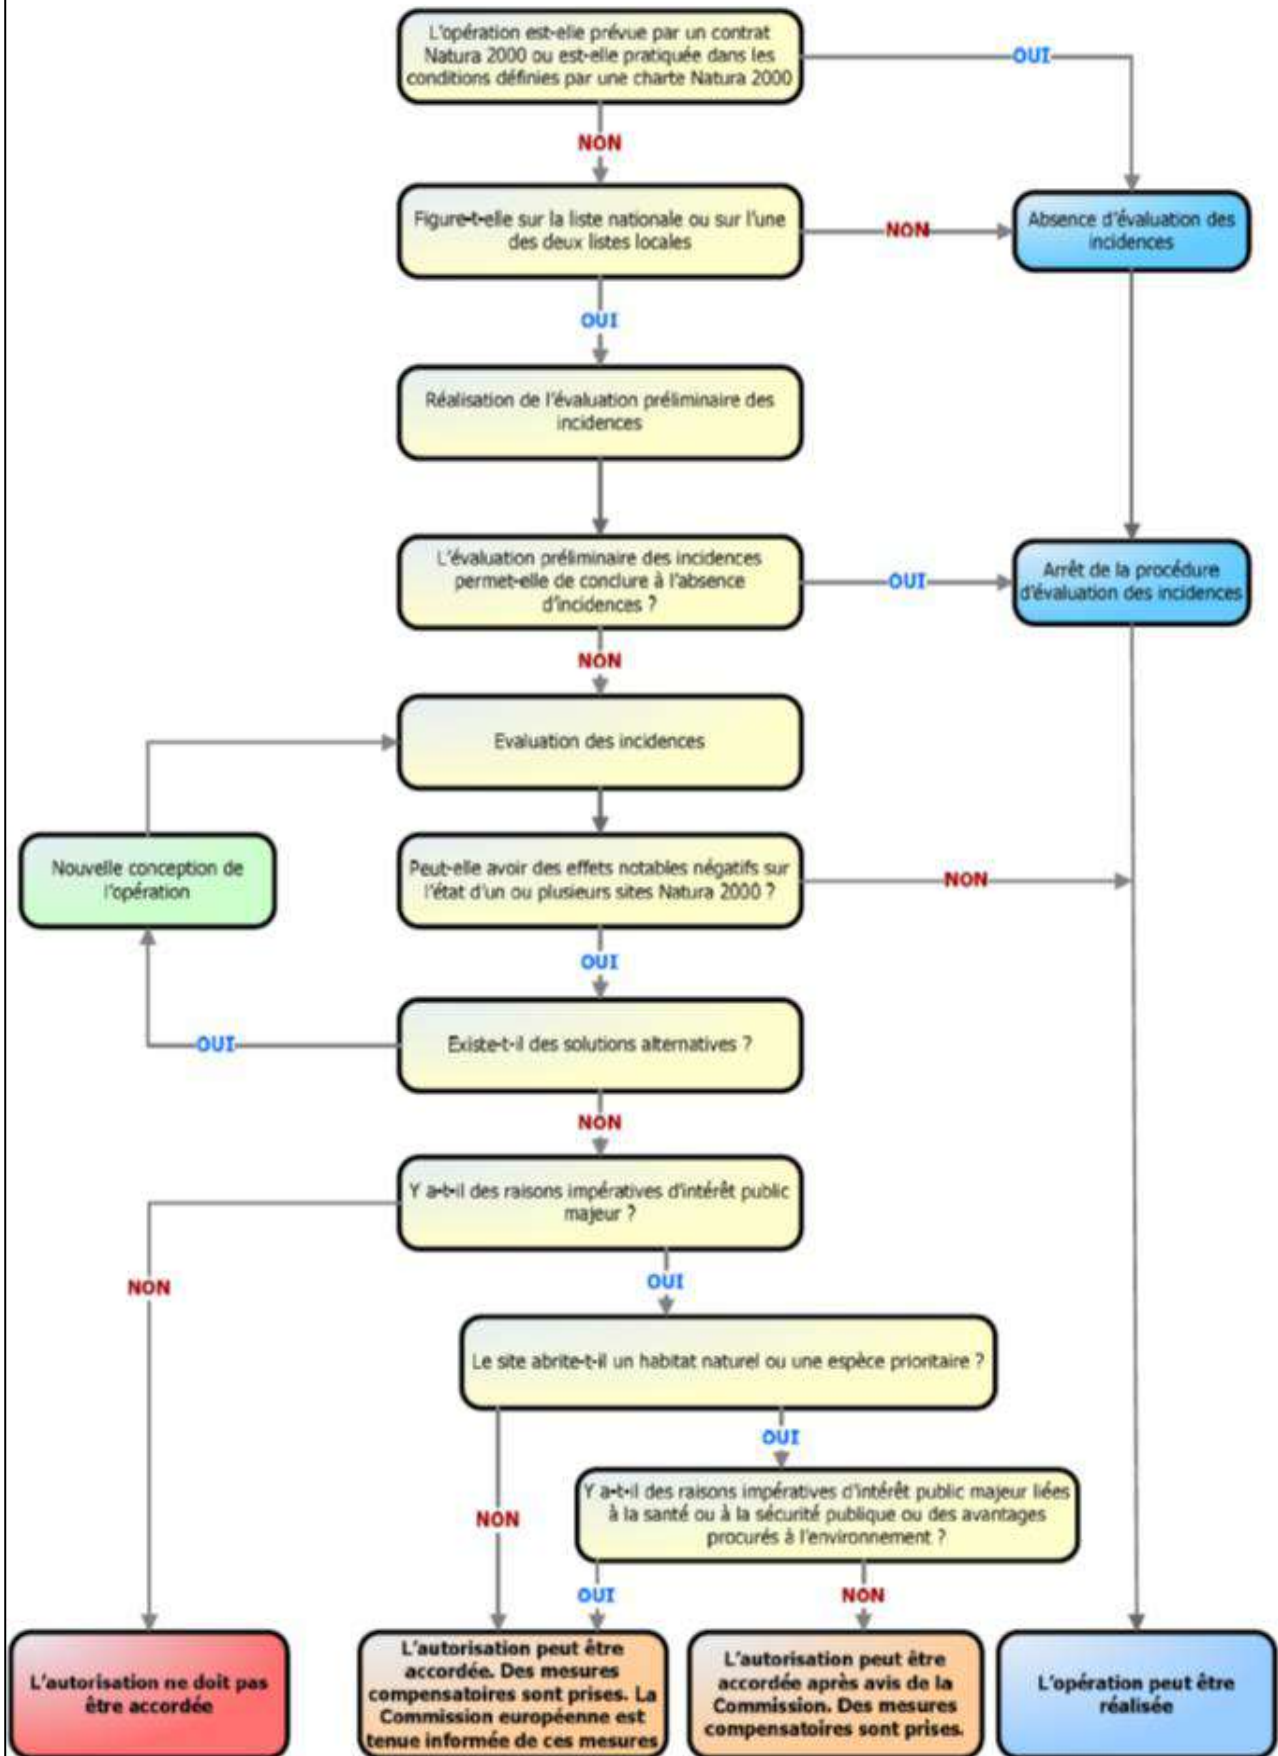 L'opération est-elle prévue par un contrat
Natura 2000 ou est-elle pratiquée dans les
conditions définies par une charte Natura 2000
OUI
NON
Figure-t-elle sur la liste nationale ou sur l'une
des deux listes locales
NON
Absence d'évaluation des
incidences
OUI
Réalisation de l'évaluation préliminaire des
incidences
L'évaluation préliminaire des incidences
permet-elle de conclure à l'absence
d'incidences ?
OUI
Arrêt de la procédure
d'évaluation des incidences
NON
Evaluation des incidences
Nouvelle conception de
l'opération
Peut-elle avoir des effets notables négatifs sur
l'état d'un ou plusieurs sites Natura 2000 ?
NON
OUI
Existe-t-il des solutions alternatives ?
OUI
NON
Y a-t-il des raisons impératives d'intérêt public
majeur ?
NON
OUI
Le site abrite-t-il un habitat naturel ou une espèce prioritaire ?
OUI
NON
Y a-t-il des raisons impératives d'intérêt public majeur liées
à la santé ou à la sécurité publique ou des avantages
procurés à l'environnement ?
OUI
NON
L'autorisation ne doit pas
être accordée
L'autorisation peut être
accordée. Des mesures
compensatoires sont prises. La
Commission européenne est
tenue informée de ces mesures
L'autorisation peut être
accordée après avis de la
Commission. Des mesures
compensatoires sont prises.
L'opération peut être
réalisée